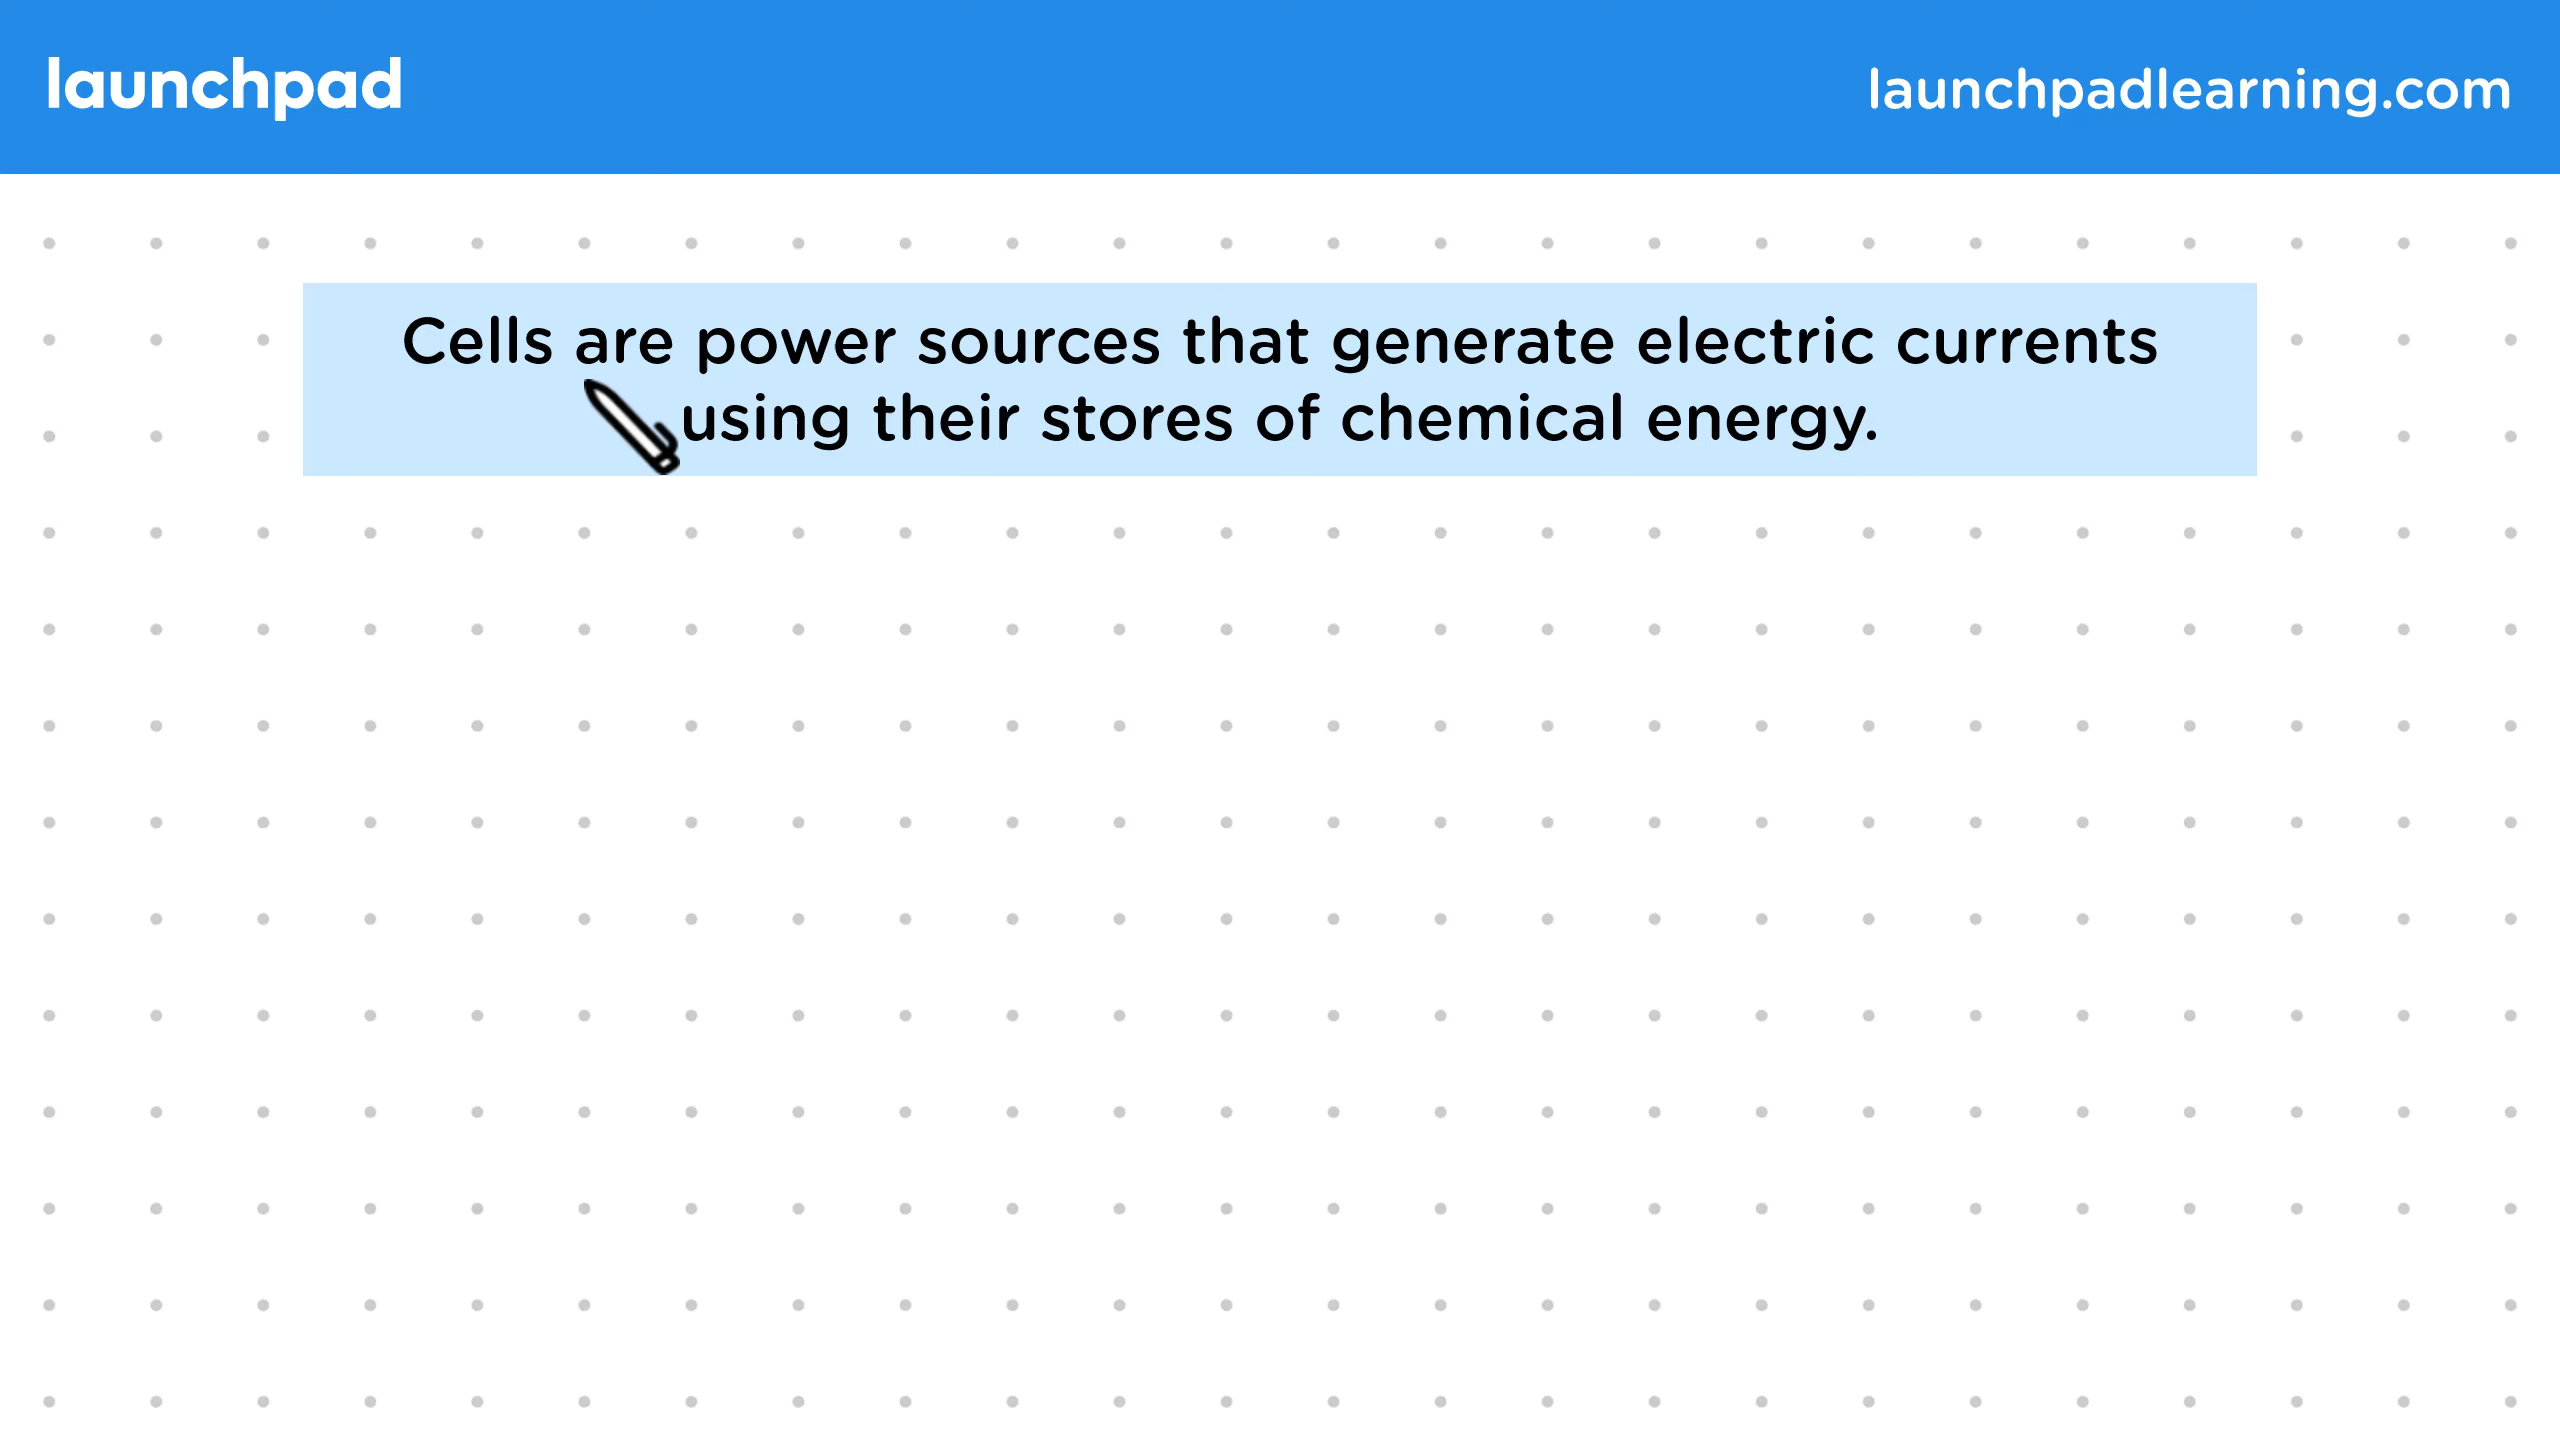 launchpad
launchpadlearning.com
Cells are power sources that generate electric currents
using their stores of chemical energy.